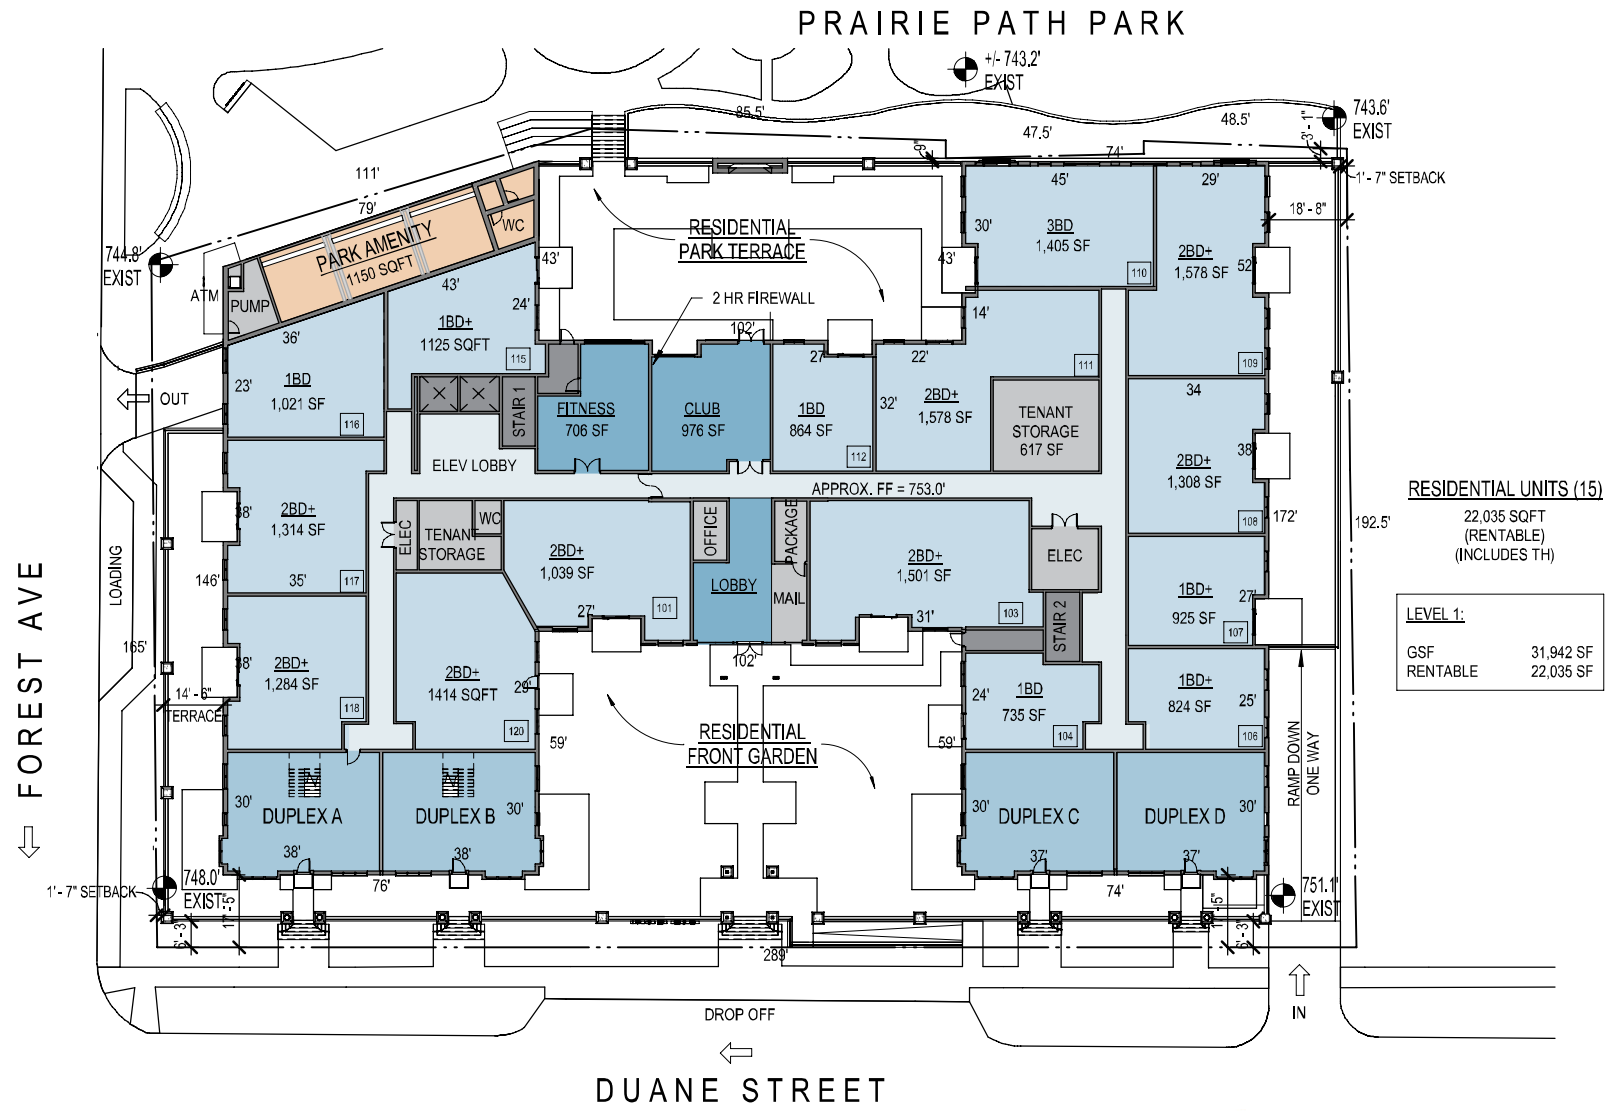 PRAIRIE PATH PARK
+/- 743.2'
EXIST
743.6'
EXIST
85.5'
47.5'
48.5'
3'- 1"
9"
74'
1'- 7" SETBACK
111'
79'
45'
29'
18' - 8"
PARK AMENITY
1150 SQFT
WC
RESIDENTIAL
PARK TERRACE
30'
3BD
1,405 SF
110
2BD+
1,578 SF
52'
109
744.8'
EXIST
ATM
PUMP
43'
43'
43'
24'
2 HR FIREWALL
102'
14'
36'
1BD+
1125 SQFT
115
27'
22'
111
OUT
23'
1BD
1,021 SF
116
STAIR 1
FITNESS
706 SF
CLUB
976 SF
1BD
864 SF
112
32'
2BD+
1,578 SF
TENANT
STORAGE
617 SF
34
2BD+
1,308 SF
38'
108
ELEV LOBBY
APPROX. FF = 753.0'
RESIDENTIAL UNITS (15)
22,035 SQFT
(RENTABLE)
(INCLUDES TH)
172'
192.5'
38'
2BD+
1,314 SF
35'
117
ELEC
TENANT
STORAGE
WC
2BD+
1,039 SF
27'
101
OFFICE
PACKAGE
LOBBY
MAIL
2BD+
1,501 SF
31'
103
ELEC
STAIR 2
1BD+
925 SF
27'
107
LOADING
146'
165'
FOREST AVE
LEVEL 1:
GSF 31,942 SF
RENTABLE 22,035 SF
38'
2BD+
1,284 SF
118
14' - 6"
TERRACE
2BD+
1414 SQFT
29'
120
102'
59'
RESIDENTIAL
FRONT GARDEN
59'
24'
1BD
735 SF
104
1BD+
824 SF
25'
106
RAMP DOWN
ONE WAY
30'
DUPLEX A
38'
DUPLEX B
30'
38'
30'
DUPLEX C
37'
DUPLEX D
30'
37'
748.0'
EXIST
1'- 7" SETBACK
76'
74'
751.1'
EXIST
6'- 3"
17'- 5"
6'- 3"
289'
DROP OFF
IN
DUANE STREET